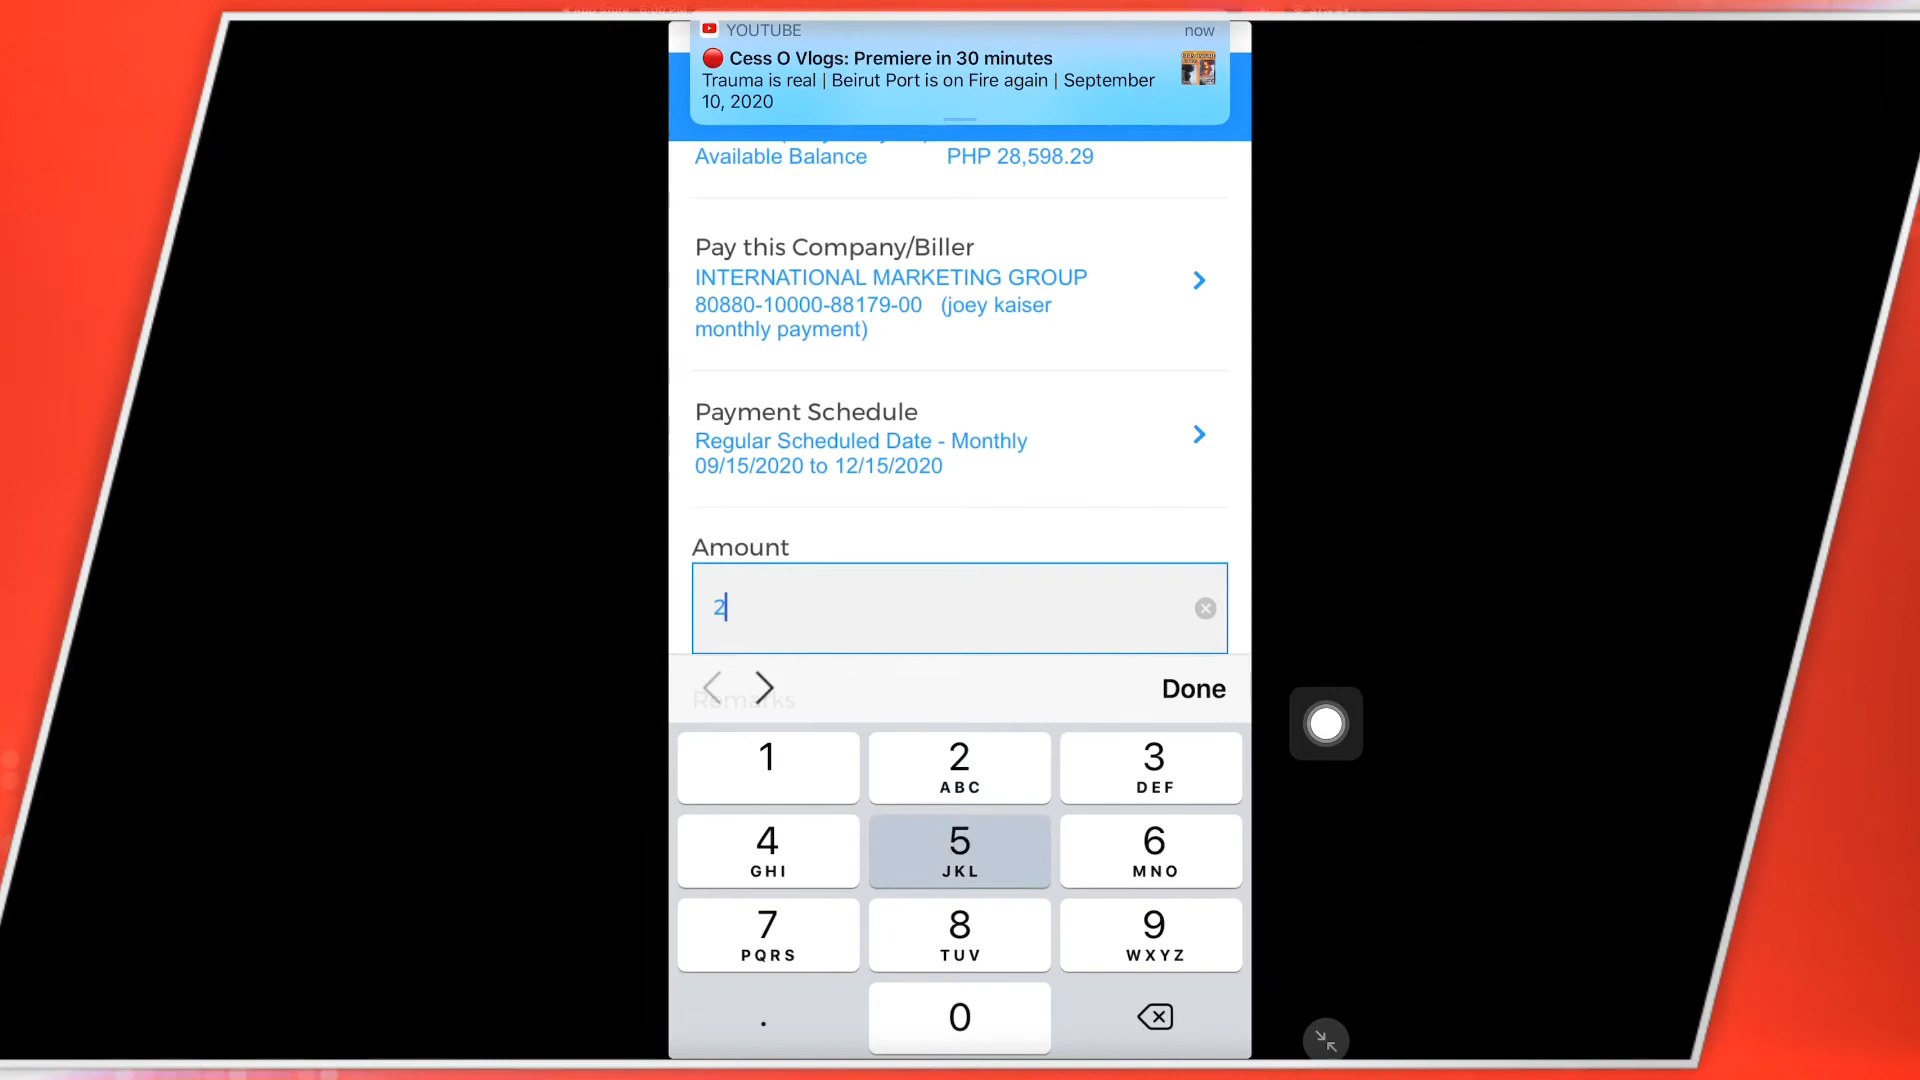 YOUTUBE
now
Cess O Vlogs: Premiere in 30 minutes
Trauma is real | Beirut Port is on Fire again | September
10, 2020
Available Balance PHP 28,598.29
Pay this Company/Biller
INTERNATIONAL MARKETING GROUP
80880-10000-88179-00 (joey kaiser
monthly payment)
Payment Schedule
Regular Scheduled Date - Monthly
09/15/2020 to 12/15/2020
Amount
2
Done
Remarks
1
2
ABC
3
DEF
4
GHI
5
JKL
6
MNO
7
PQRS
8
TUV
9
WXYZ
.
0